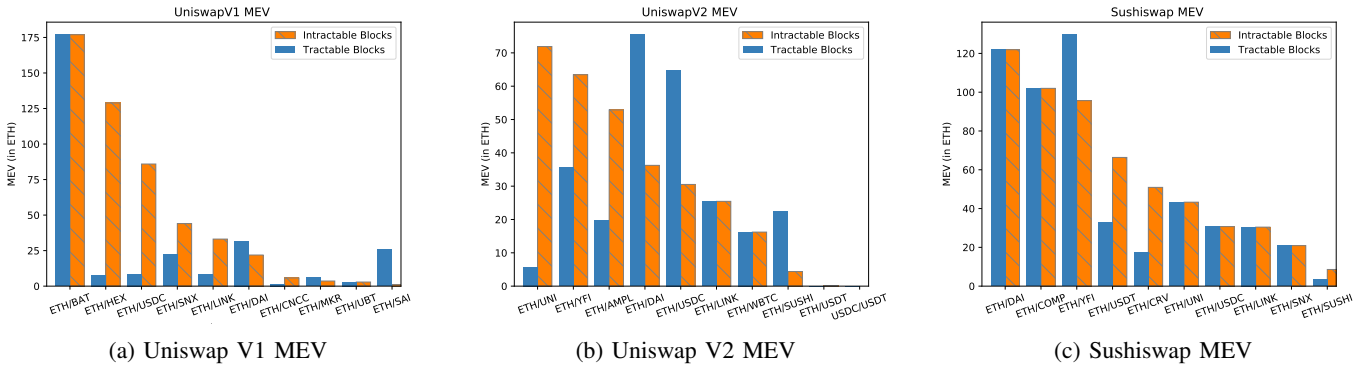 UniswapV1 MEV
Intractable Blocks
Tractable Blocks
MEV (in ETH)
175
150
125
100
75
50
25
0
ETH/BAT
ETH/HEX
ETH/USDC
ETH/SNX
ETH/LINK
ETH/DAI
ETH/CNCC
ETH/MKR
ETH/UBT
ETH/SAI
(a) Uniswap V1 MEV
UniswapV2 MEV
Intractable Blocks
Tractable Blocks
MEV (in ETH)
70
60
50
40
30
20
10
0
ETH/UNI
ETH/YFI
ETH/AMPL
ETH/DAI
ETH/USDC
ETH/LINK
ETH/WBTC
ETH/SUSHI
ETH/USDT
USDC/USDT
(b) Uniswap V2 MEV
Sushiswap MEV
Intractable Blocks
Tractable Blocks
MEV (in ETH)
120
100
80
60
40
20
0
ETH/DAI
ETH/COMP
ETH/YFI
ETH/USDT
ETH/CRV
ETH/UNI
ETH/USDC
ETH/LINK
ETH/SNX
ETH/SUSHI
(c) Sushiswap MEV